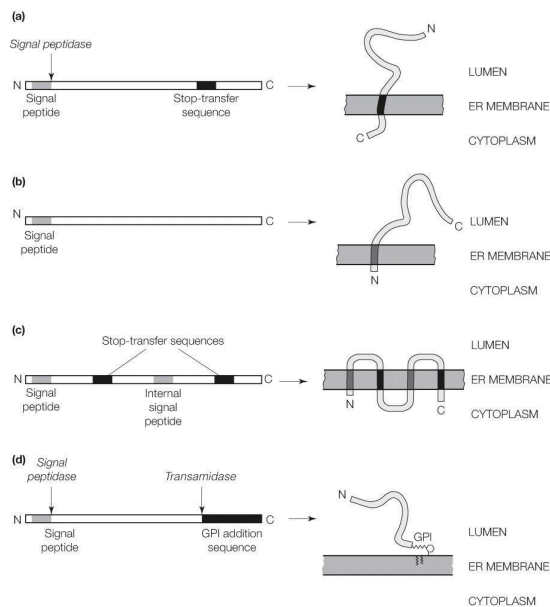 (a)
Signal peptidase
N
C
Signal
peptide
Stop-transfer
sequence
N
C
LUMEN
ER MEMBRANE
CYTOPLASM
(b)
N
C
Signal
peptide
C
N
LUMEN
ER MEMBRANE
CYTOPLASM
(c)
Stop-transfer sequences
N
C
Signal
peptide
Internal
signal
peptide
N
C
LUMEN
ER MEMBRANE
CYTOPLASM
(d)
Signal
peptidase
Transamidase
N
C
Signal
peptide
GPI addition
sequence
N
GPI
LUMEN
ER MEMBRANE
CYTOPLASM